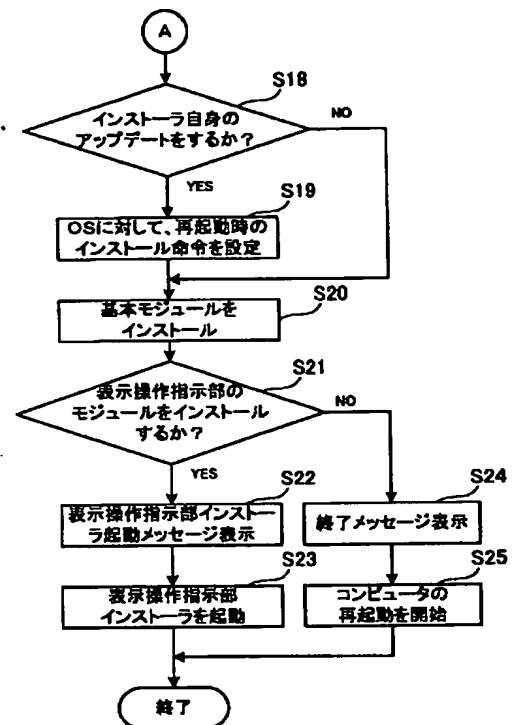 A
S18
インストーラ自身の
アップデートをするか?
NO
YES
S19
OSに対して、再起動時の
インストール命令を設定
S20
基本モジュールを
インストール
S21
表示操作指示部の
モジュールをインストール
するか?
NO
YES
S22
表示操作指示部インストー
ラ起動メッセージ表示
S24
終了メッセージ表示
S23
表示操作指示部
インストーラを起動
S25
コンピュータの
再起動を開始
終了